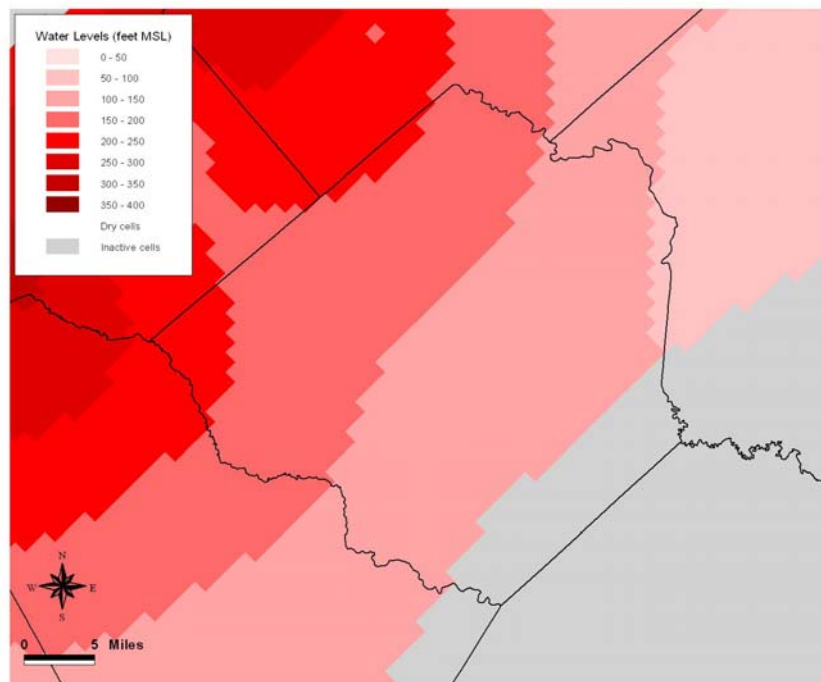 Water Levels (feet MSL)
0 - 50
50 - 100
100 - 150
150 - 200
200 - 250
250 - 300
300 - 350
350 - 400
Dry cells
Inactive cells
N
W E
S
0 5 Miles